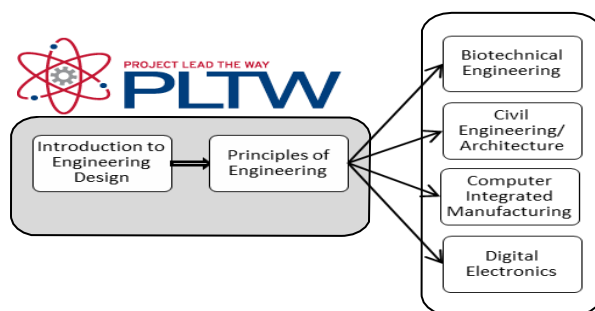 PROJECT LEAD THE WAY
PLTW
Introduction to
Engineering
Design
Principles of
Engineering
Biotechnical
Engineering
Civil
Engineering/
Architecture
Computer
Integrated
Manufacturing
Digital
Electronics